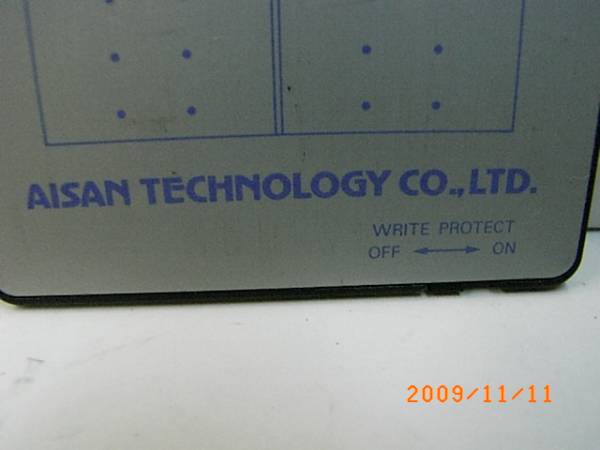 AISAN TECHNOLOGY CO.,LTD.
WRITE PROTECT
OFF ←→ ON
2009/11/11